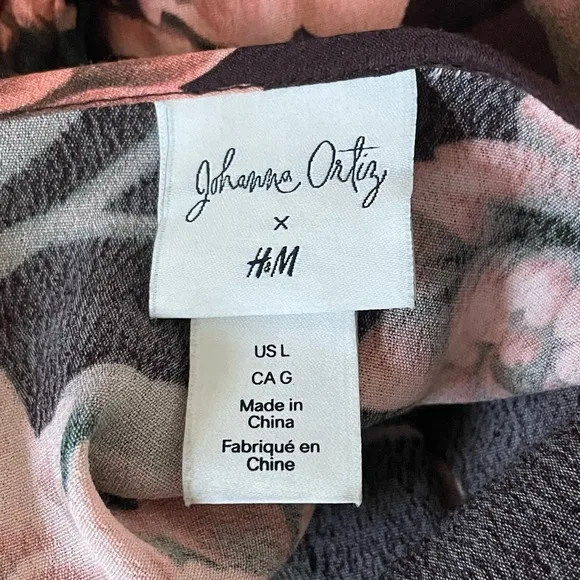 Johanna Ortiz
x
H&M
US L
CA G
Made in
China
Fabriqué en
Chine